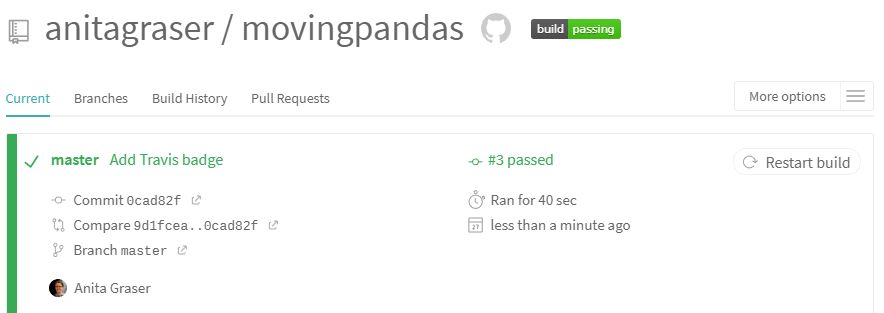 anitagraser / movingpandas build passing
Current Branches Build History Pull Requests More options
master Add Travis badge #3 passed Restart build
Commit 0cad82f Ran for 40 sec
Compare 9d1fcea..0cad82f 27 less than a minute ago
Branch master
Anita Graser